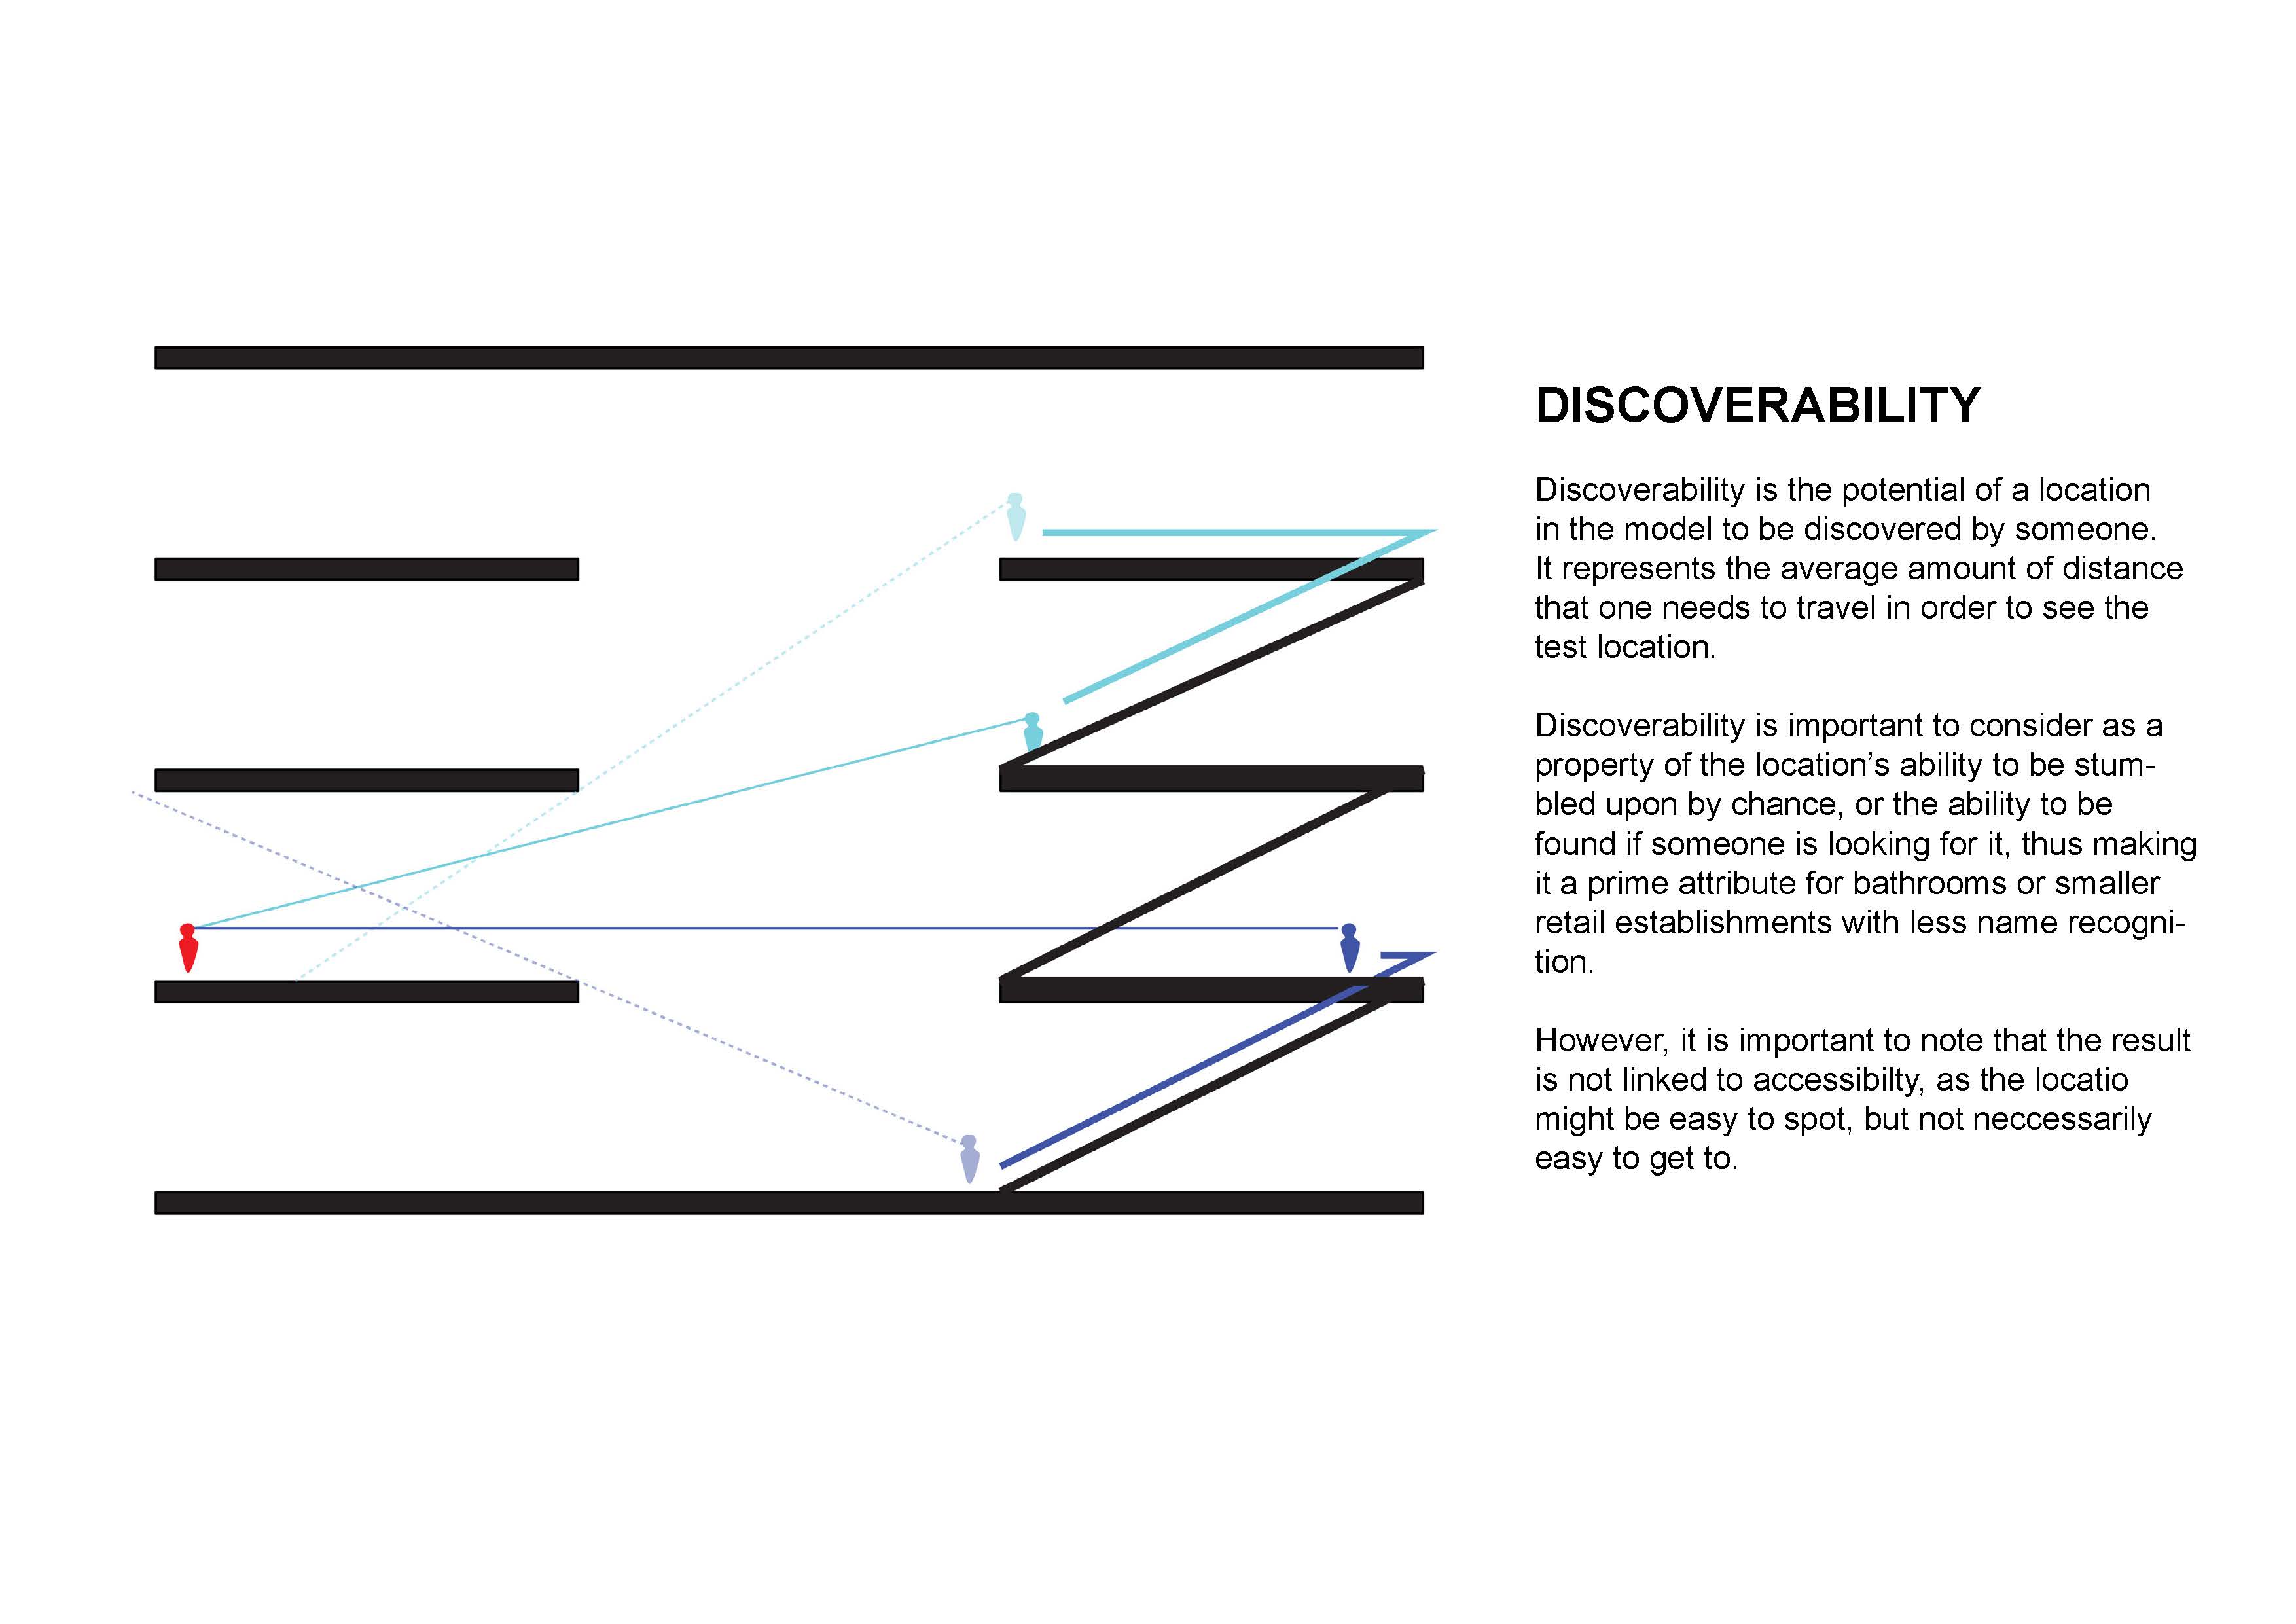 DISCOVERABILITY
Discoverability is the potential of a location
in the model to be discovered by someone.
It represents the average amount of distance
that one needs to travel in order to see the
test location.
Discoverability is important to consider as a
property of the location’s ability to be stum-
bled upon by chance, or the ability to be
found if someone is looking for it, thus making
it a prime attribute for bathrooms or smaller
retail establishments with less name recogni-
tion.
However, it is important to note that the result
is not linked to accessibilty, as the locatio
might be easy to spot, but not neccessarily
easy to get to.